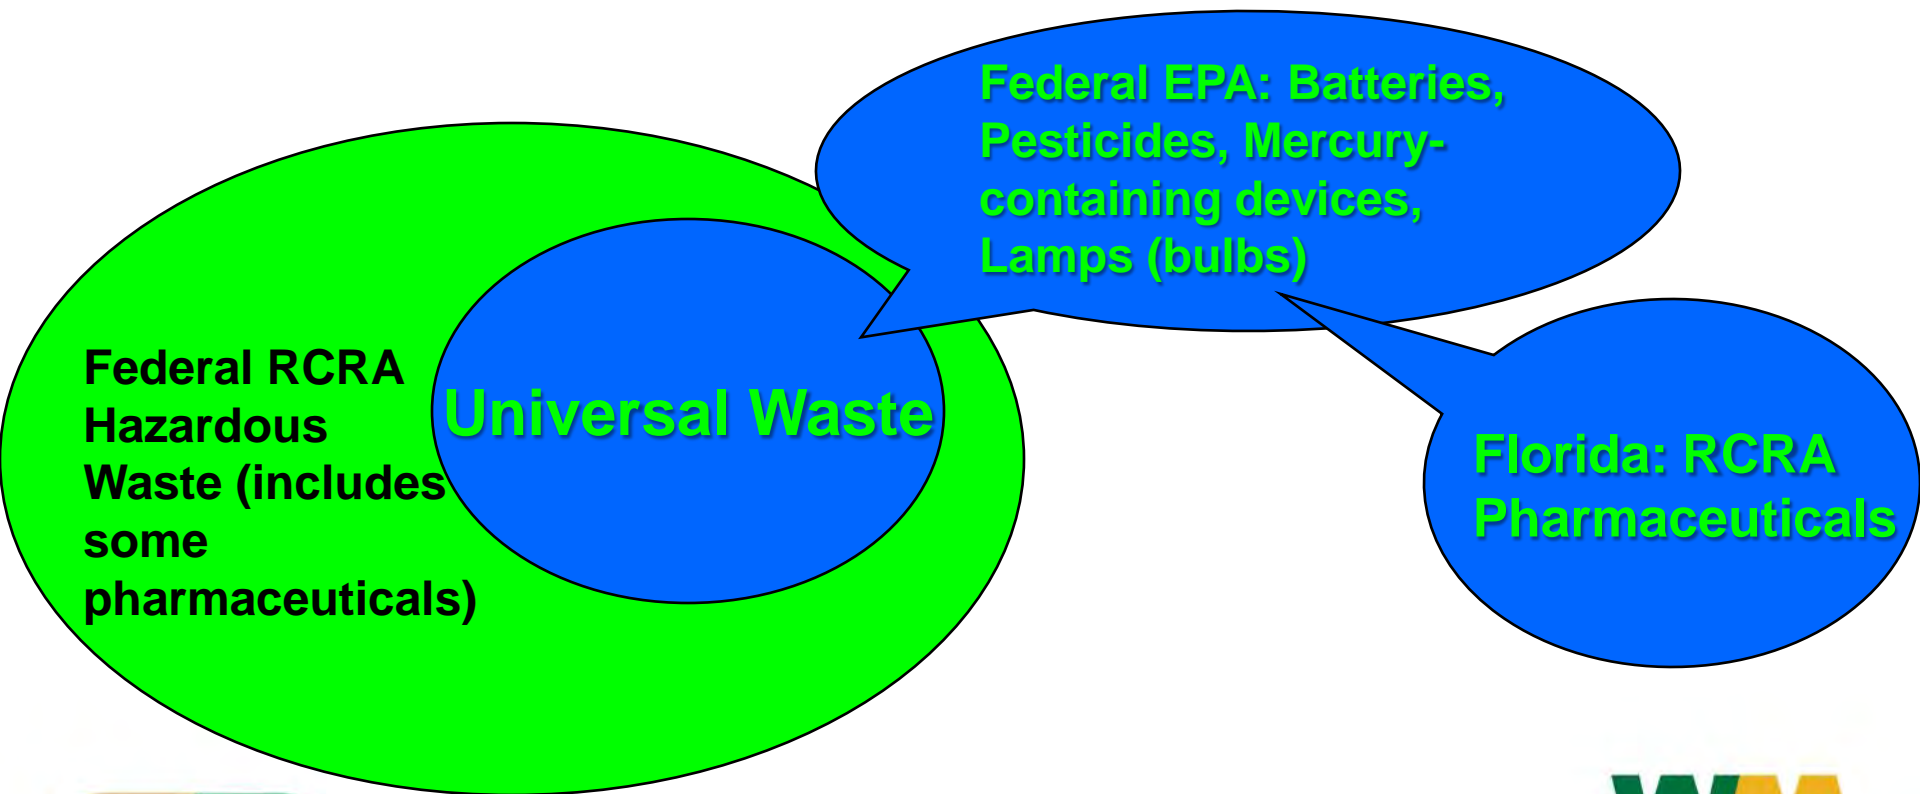 Federal EPA: Batteries,
Pesticides, Mercury-
containing devices,
Lamps (bulbs)
Federal RCRA
Hazardous
Waste (includes
some
pharmaceuticals)
Universal Waste
Florida: RCRA
Pharmaceuticals
WM